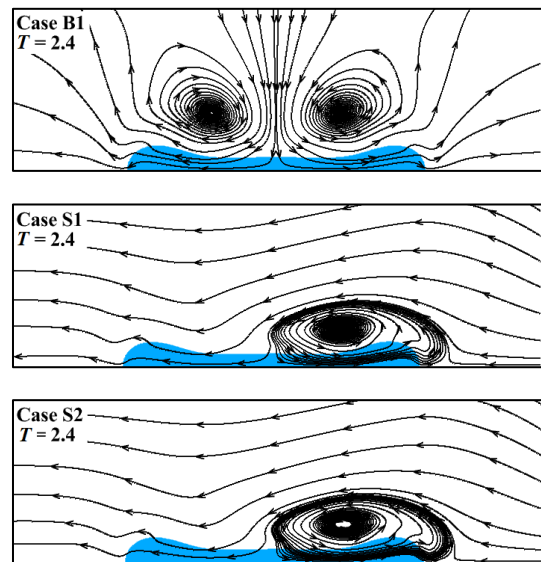 Case B1
T = 2.4
Case S1
T = 2.4
Case S2
T = 2.4